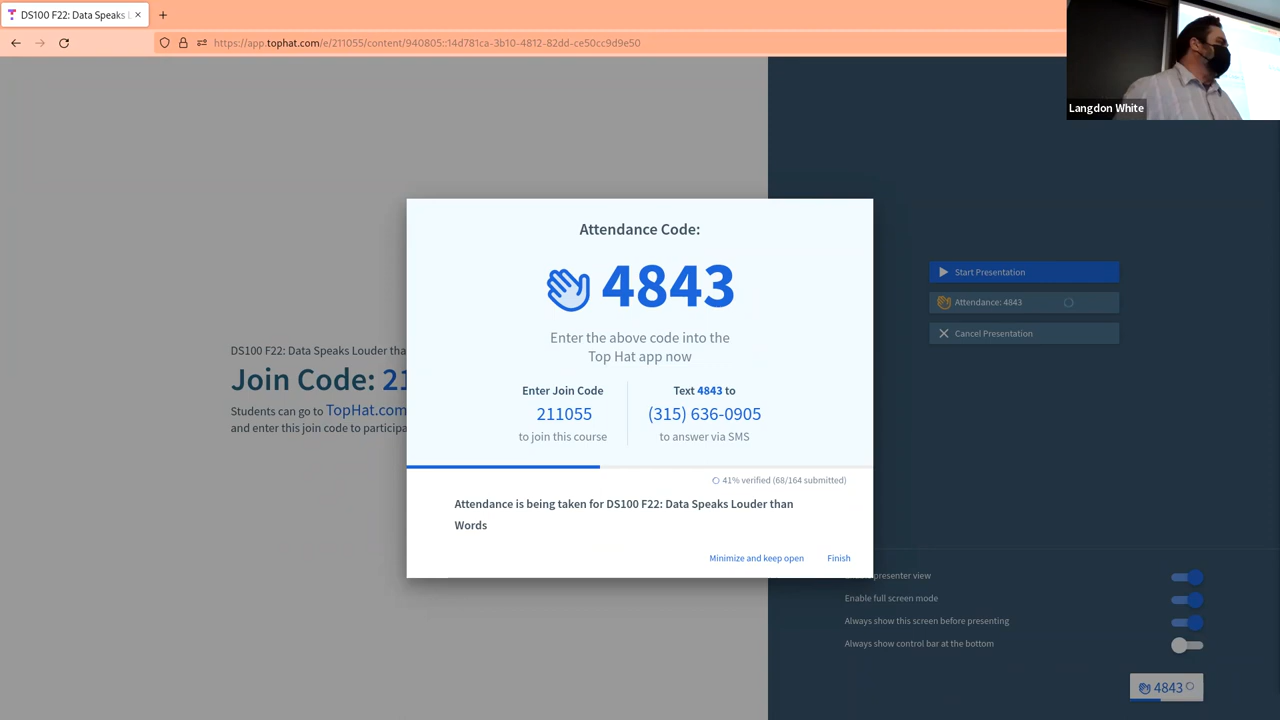 DS100 F22: Data Speaks L
https://app.tophat.com/e/211055/content/940805::14d781ca-3b10-4812-82dd-ce50cc9d9e50
Langdon White
Attendance Code:
4843
Enter the above code into the
Top Hat app now
Enter Join Code
211055
to join this course
Text 4843 to
(315) 636-0905
to answer via SMS
41% verified (68/164 submitted)
Attendance is being taken for DS100 F22: Data Speaks Louder than
Words
Minimize and keep open
Finish
DS100 F22: Data Speaks Louder tha
Join Code: 21
Students can go to TopHat.com
and enter this join code to participa
Start Presentation
Attendance: 4843
Cancel Presentation
presenter view
Enable full screen mode
Always show this screen before presenting
Always show control bar at the bottom
4843